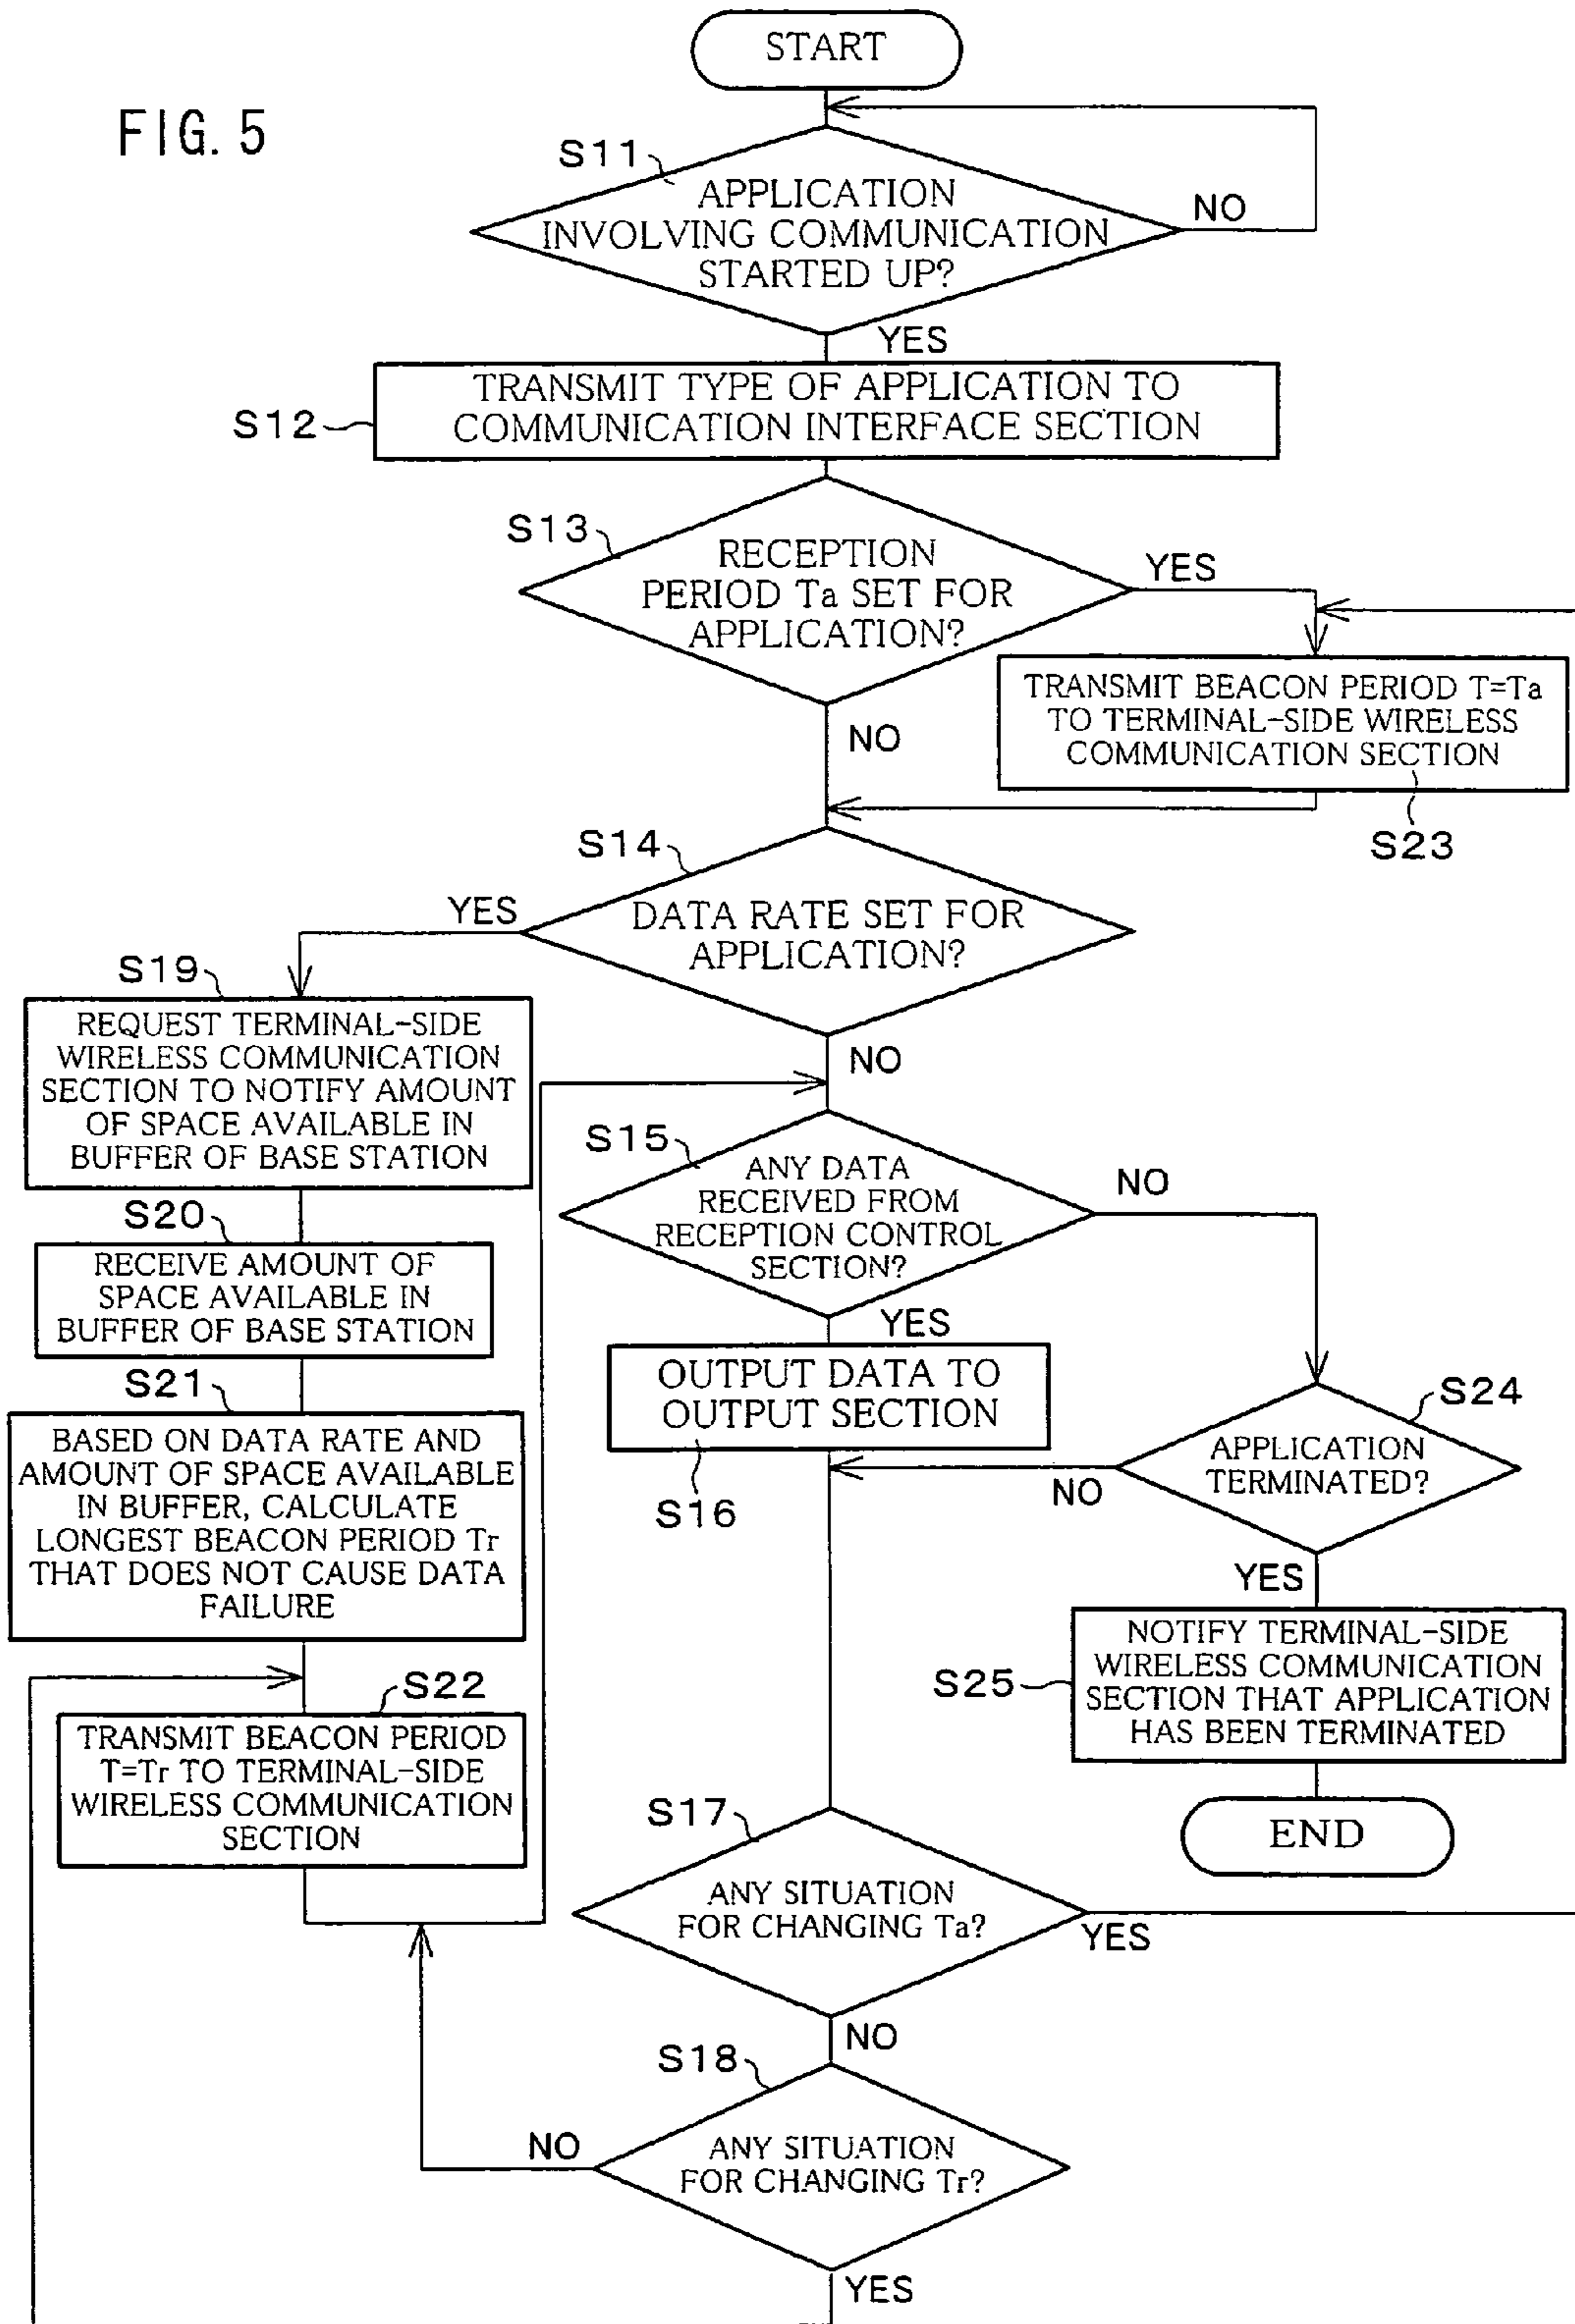 START
FIG. 5
S11
APPLICATION
INVOLVING COMMUNICATION
STARTED UP?
NO
YES
S12
TRANSMIT TYPE OF APPLICATION TO
COMMUNICATION INTERFACE SECTION
S13
RECEPTION
PERIOD Ta SET FOR
APPLICATION?
YES
NO
TRANSMIT BEACON PERIOD T=Ta
TO TERMINAL-SIDE WIRELESS
COMMUNICATION SECTION
S23
S14
DATA RATE SET FOR
APPLICATION?
YES
NO
S19
REQUEST TERMINAL-SIDE
WIRELESS COMMUNICATION
SECTION TO NOTIFY AMOUNT
OF SPACE AVAILABLE IN
BUFFER OF BASE STATION
S20
RECEIVE AMOUNT OF
SPACE AVAILABLE IN
BUFFER OF BASE STATION
S21
BASED ON DATA RATE AND
AMOUNT OF SPACE AVAILABLE
IN BUFFER, CALCULATE
LONGEST BEACON PERIOD Tr
THAT DOES NOT CAUSE DATA
FAILURE
S22
TRANSMIT BEACON PERIOD
T=Tr TO TERMINAL-SIDE
WIRELESS COMMUNICATION
SECTION
S15
ANY DATA
RECEIVED FROM
RECEPTION CONTROL
SECTION?
NO
YES
OUTPUT DATA TO
OUTPUT SECTION
S16
S24
APPLICATION
TERMINATED?
NO
YES
S25
NOTIFY TERMINAL-SIDE
WIRELESS COMMUNICATION
SECTION THAT APPLICATION
HAS BEEN TERMINATED
END
S17
ANY SITUATION
FOR CHANGING Ta?
YES
NO
S18
ANY SITUATION
FOR CHANGING Tr?
NO
YES